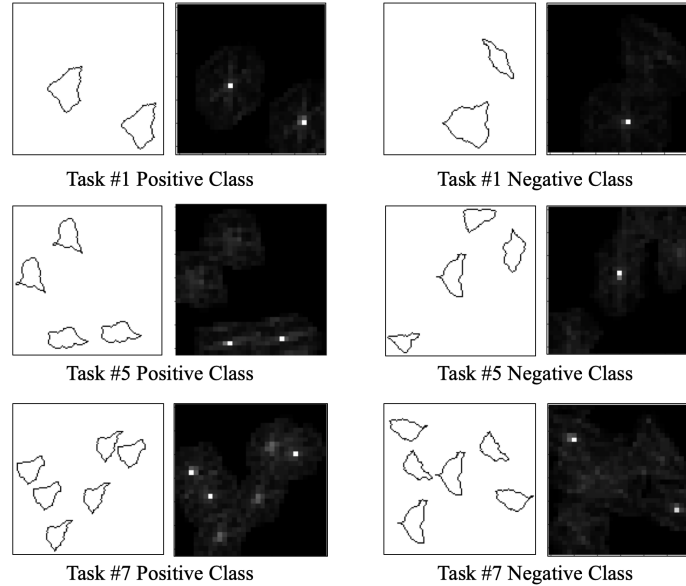 Task #1 Positive Class
Task #1 Negative Class
Task #5 Positive Class
Task #5 Negative Class
Task #7 Positive Class
Task #7 Negative Class